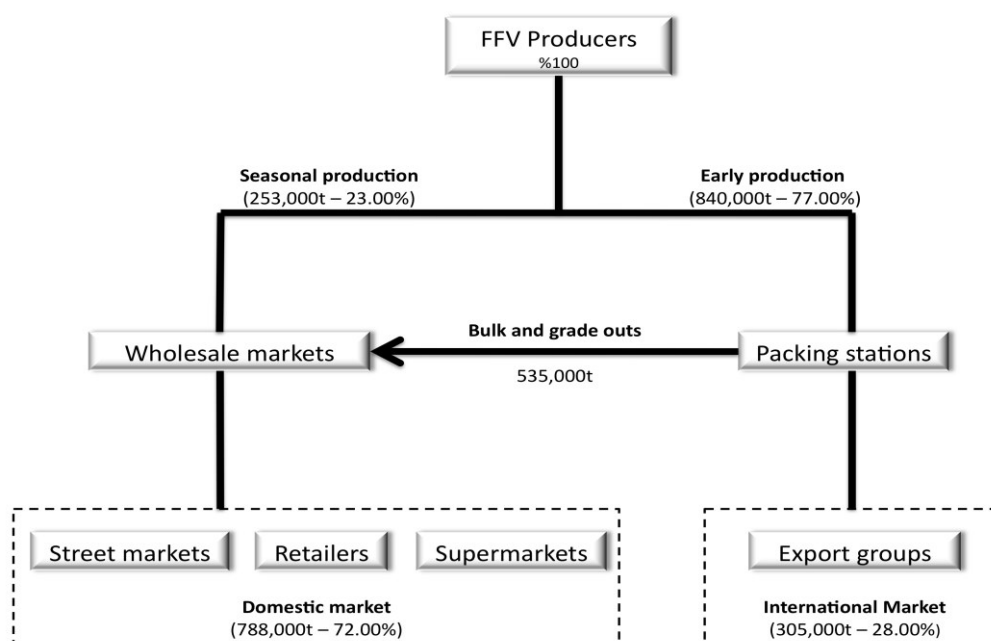 FFV Producers
%100
Seasonal production
(253,000t – 23.00%)
Early production
(840,000t – 77.00%)
Wholesale markets
Bulk and grade outs
535,000t
Packing stations
Street markets
Retailers
Supermarkets
Domestic market
(788,000t – 72.00%)
Export groups
International Market
(305,000t – 28.00%)